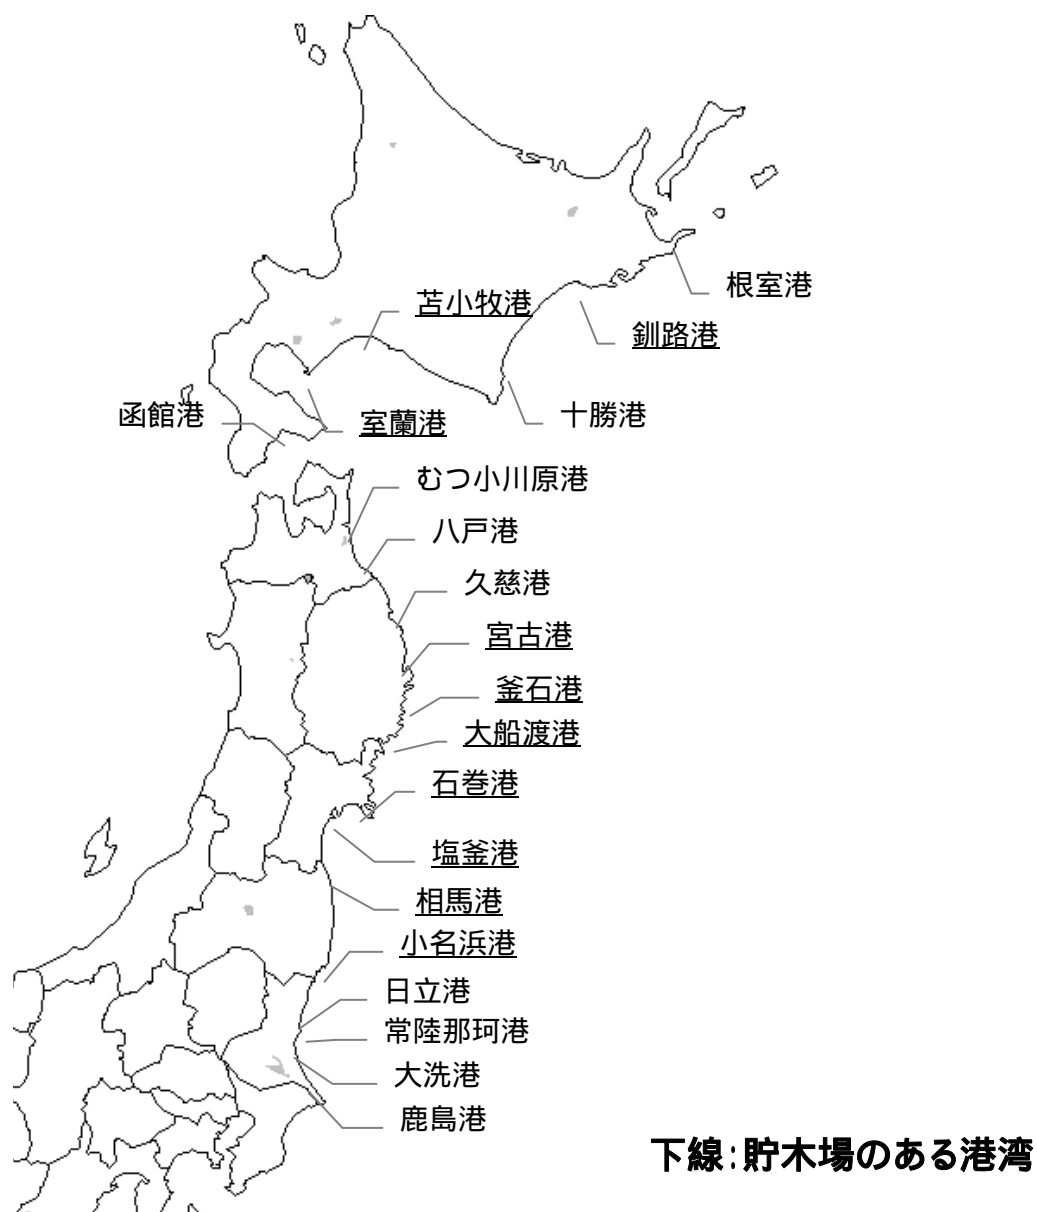 根室港
苫小牧港
釧路港
函館港
室蘭港
十勝港
むつ小川原港
八戸港
久慈港
宮古港
釜石港
大船渡港
石巻港
塩釜港
相馬港
小名浜港
日立港
常陸那珂港
大洗港
鹿島港
下線:貯木場のある港湾